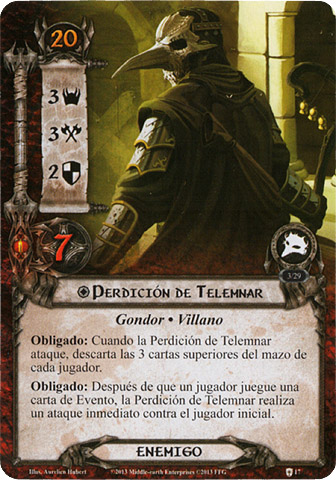 20
3
3
2
7
3/29
Perdición de Telemnar
Gondor • Villano
Obligado: Cuando la Perdición de Telemnar
ataque, descarta las 3 cartas superiores del mazo de
cada jugador.
Obligado: Después de que un jugador juegue una
carta de Evento, la Perdición de Telemnar realiza
un ataque inmediato contra el jugador inicial.
ENEMIGO
Illus. Aurelien Hubert ©2013 Middle-earth Enterprises ©2013 FFG 17